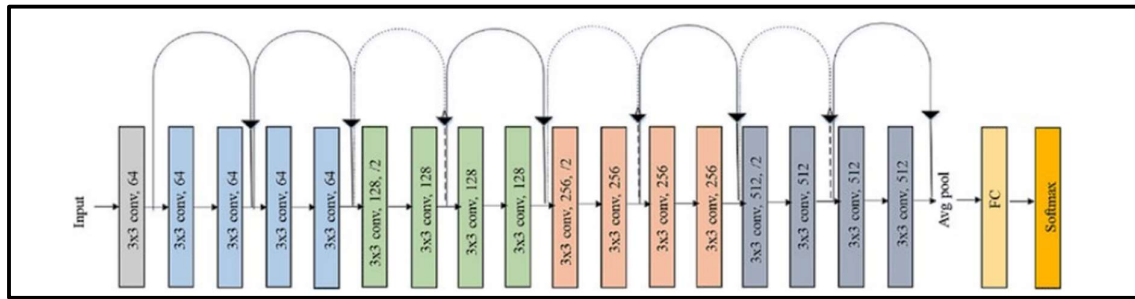 Input
3x3 conv, 64
3x3 conv, 64
3x3 conv, 64
3x3 conv, 64
3x3 conv, 64
3x3 conv, 128, /2
3x3 conv, 128
3x3 conv, 128
3x3 conv, 128
3x3 conv, 256, /2
3x3 conv, 256
3x3 conv, 256
3x3 conv, 256
3x3 conv, 512, /2
3x3 conv, 512
3x3 conv, 512
3x3 conv, 512
Avg pool
FC
Softmax